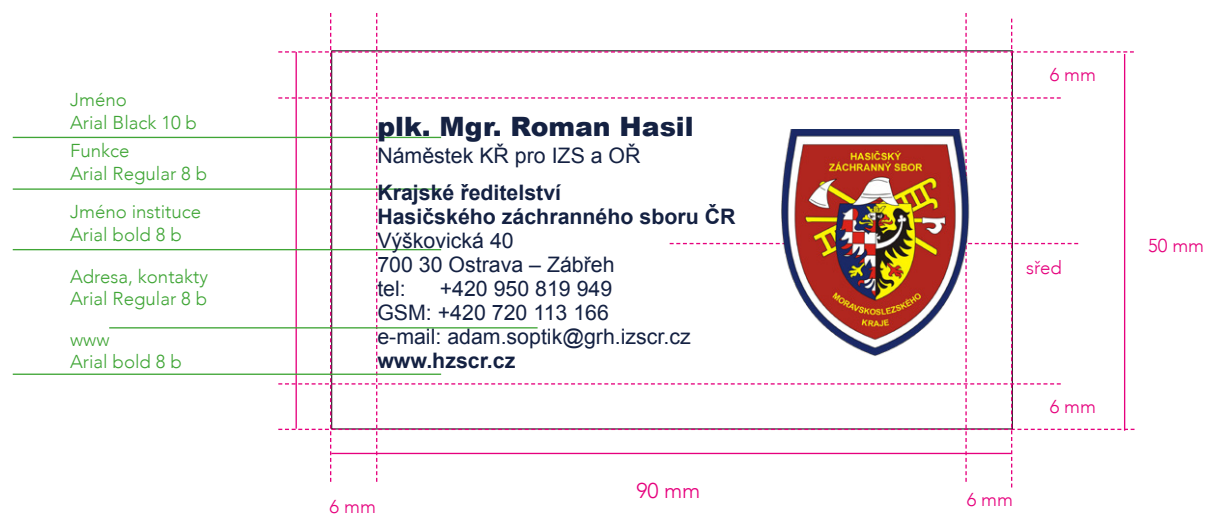 Jméno
Arial Black 10 b
Funkce
Arial Regular 8 b
Jméno instituce
Arial bold 8 b
Adresa, kontakty
Arial Regular 8 b
www
Arial bold 8 b
plk. Mgr. Roman Hasil
Náměstek KŘ pro IZS a OŘ
Krajské ředitelství
Hasičského záchranného sboru ČR
Výškovická 40
700 30 Ostrava – Zábřeh
tel: +420 950 819 949
GSM: +420 720 113 166
e-mail: adam.soptik@grh.izscr.cz
www.hzscr.cz
HASIČSKÝ
ZÁCHRANNÝ SBOR
MORAVSKOSLEZSKÉHO
KRAJE
6 mm
střed
50 mm
6 mm
6 mm
90 mm
6 mm